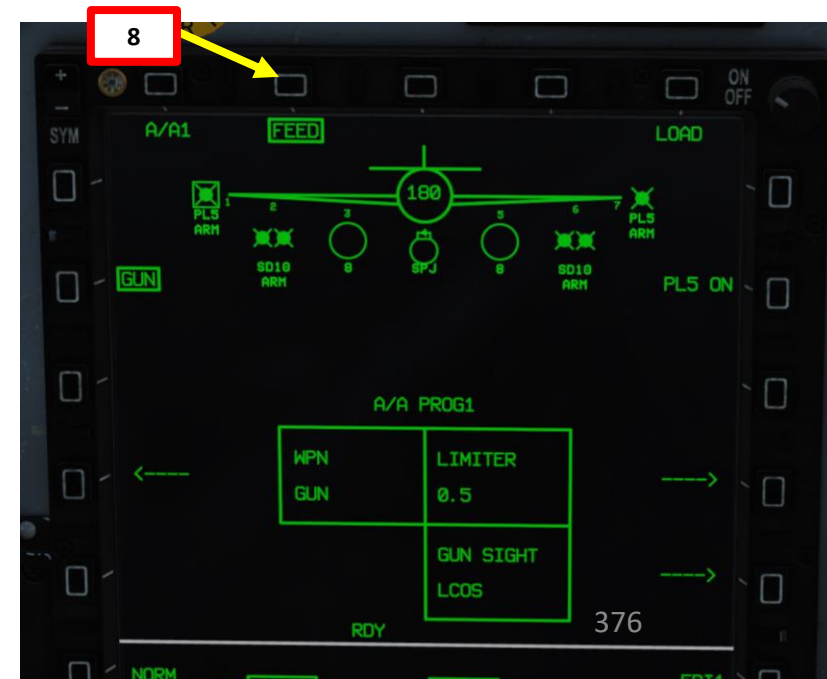 8
+
-
SYM
ON
OFF
A/A1
FEED
LOAD
180
1
2
3
4
5
6
7
PL5
ARM
PL5
ARM
SD10
ARM
8
SPJ
8
SD10
ARM
GUN
PL5 ON
A/A PROG1
WPN
GUN
LIMITER
0.5
<---- ---->
GUN SIGHT
LCOS
---->
376
RDY
NORM